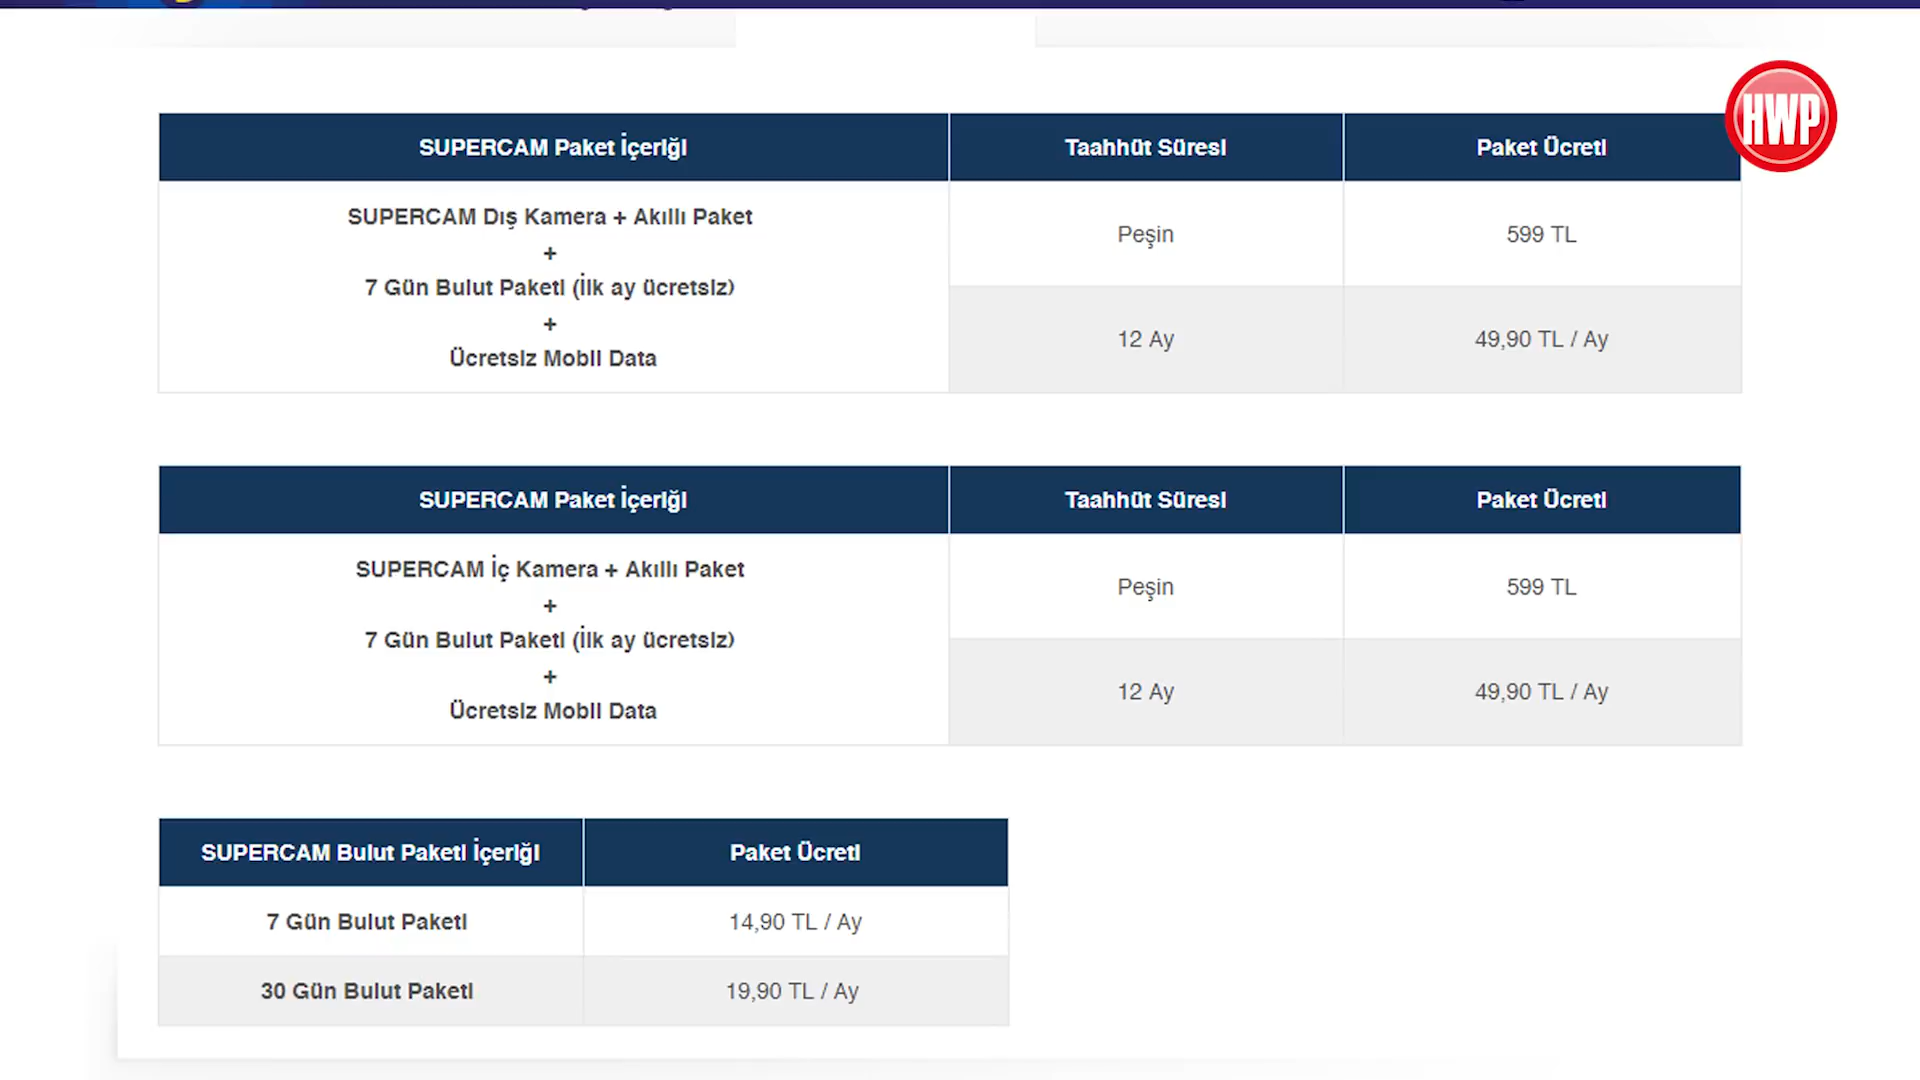 HWP
SUPERCAM Paket İçeriği
Taahhüt Süresi
Paket Ücreti
SUPERCAM Dış Kamera + Akıllı Paket
+
7 Gün Bulut Paketi (İlk ay ücretsiz)
+
Ücretsiz Mobil Data
Peşin
599 TL
12 Ay
49,90 TL / Ay
SUPERCAM Paket İçeriği
Taahhüt Süresi
Paket Ücreti
SUPERCAM İç Kamera + Akıllı Paket
+
7 Gün Bulut Paketi (İlk ay ücretsiz)
+
Ücretsiz Mobil Data
Peşin
599 TL
12 Ay
49,90 TL / Ay
SUPERCAM Bulut Paketi İçeriği
Paket Ücreti
7 Gün Bulut Paketi
14,90 TL / Ay
30 Gün Bulut Paketi
19,90 TL / Ay